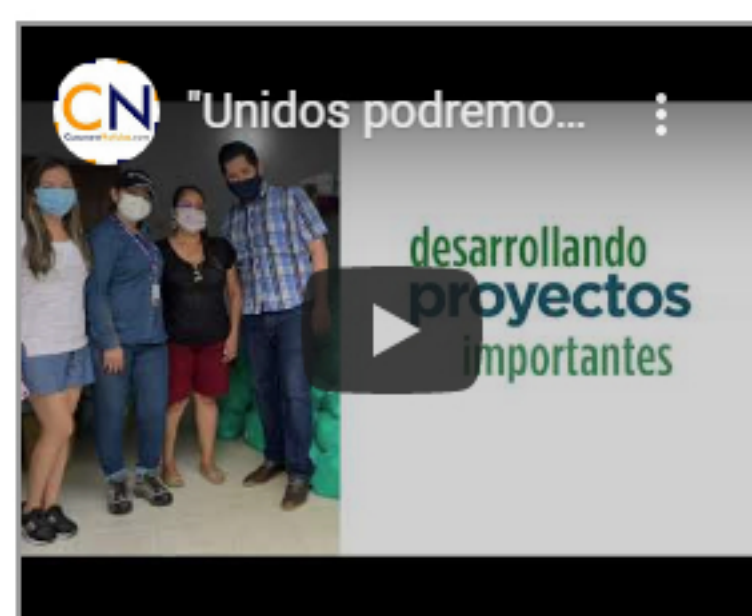 CN
"Unidos podremo...
desarrollando
proyectos
importantes